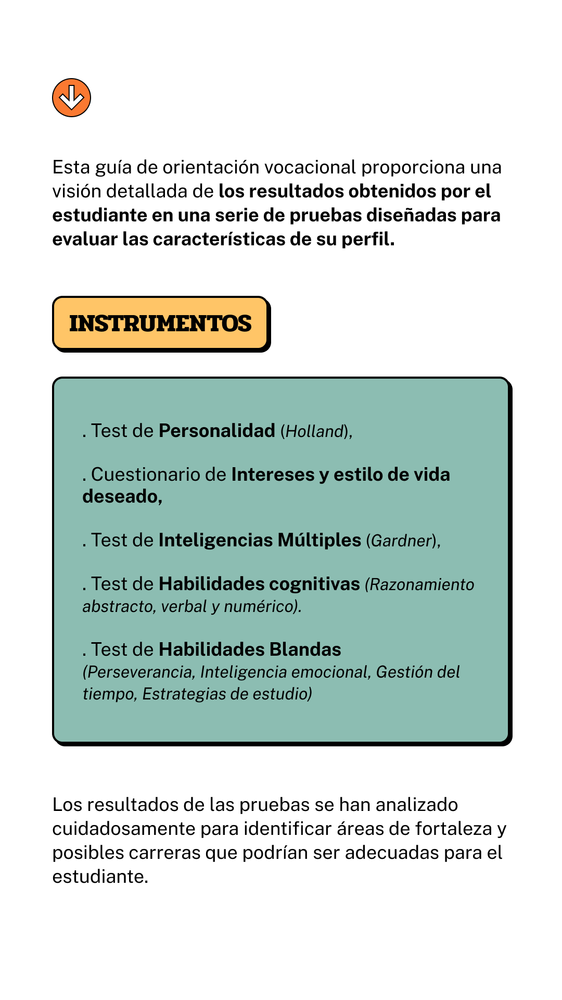 Esta guía de orientación vocacional proporciona una
visión detallada de los resultados obtenidos por el
estudiante en una serie de pruebas diseñadas para
evaluar las características de su perfil.
INSTRUMENTOS
. Test de Personalidad (Holland),
. Cuestionario de Intereses y estilo de vida
deseado,
. Test de Inteligencias Múltiples (Gardner),
. Test de Habilidades cognitivas (Razonamiento
abstracto, verbal y numérico).
. Test de Habilidades Blandas
(Perseverancia, Inteligencia emocional, Gestión del
tiempo, Estrategias de estudio)
Los resultados de las pruebas se han analizado
cuidadosamente para identificar áreas de fortaleza y
posibles carreras que podrían ser adecuadas para el
estudiante.